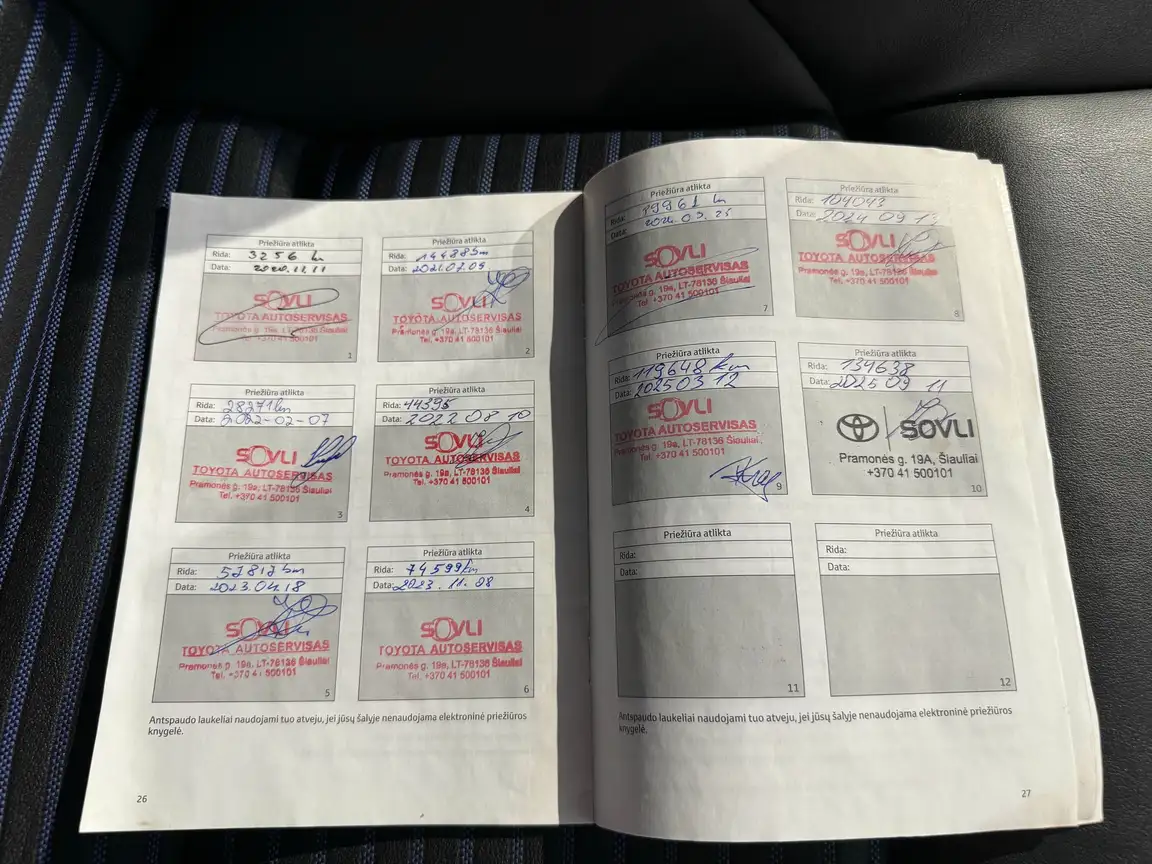 Priežiūra atlikta
Rida: 3256 km
Data: 2020.11.11
SOVLI
TOYOTA AUTOSERVISAS
Pramonės g. 19a, LT-78136 Šiauliai
Tel. +370 41 500101
1
Priežiūra atlikta
Rida: 14488km
Data: 2021.07.09
SOVLI
TOYOTA AUTOSERVISAS
Pramonės g. 19a, LT-78136 Šiauliai
Tel. +370 41 500101
2
Priežiūra atlikta
Rida: 28271km
Data: 2022-02-07
SOVLI
TOYOTA AUTOSERVISAS
Pramonės g. 19a, LT-78136 Šiauliai
Tel. +370 41 500101
3
Priežiūra atlikta
Rida: 44395
Data: 2022 08 10
SOVLI
TOYOTA AUTOSERVISAS
Pramonės g. 19a, LT-78136 Šiauliai
Tel. +370 41 500101
4
Priežiūra atlikta
Rida: 57817km
Data: 2023.04.18
SOVLI
TOYOTA AUTOSERVISAS
Pramonės g. 19a, LT-78136 Šiauliai
Tel. +370 41 500101
5
Priežiūra atlikta
Rida: 74599km
Data: 2023.11.08
SOVLI
TOYOTA AUTOSERVISAS
Pramonės g. 19a, LT-78136 Šiauliai
Tel. +370 41 500101
6
Antspaudo laukeliai naudojami tuo atveju, jei jūsų šalyje nenaudojama elektroninė priežiūros
knygelė.
26
Priežiūra atlikta
Rida: 89961 km
Data: 2024.03.25
SOVLI
TOYOTA AUTOSERVISAS
Pramonės g. 19a, LT-78136 Šiauliai
Tel. +370 41 500101
7
Priežiūra atlikta
Rida: 104043
Data: 2024 09
SOVLI
TOYOTA AUTOSERVISAS
Pramonės g. 19a, LT-78136 Šiauliai
Tel. +370 41 500101
8
Priežiūra atlikta
Rida: 119648 km
Data: 2025 03 12
SOVLI
TOYOTA AUTOSERVISAS
Pramonės g. 19a, LT-78136 Šiauliai
Tel. +370 41 500101
9
Priežiūra atlikta
Rida: 134638
Data: 2025 09 11
SOVLI
Pramonės g. 19A, Šiauliai
+370 41 500101
10
Priežiūra atlikta
Rida:
Data:
11
Priežiūra atlikta
Rida:
Data:
12
Antspaudo laukeliai naudojami tuo atveju, jei jūsų šalyje nenaudojama elektroninė priežiūros
knygelė.
27